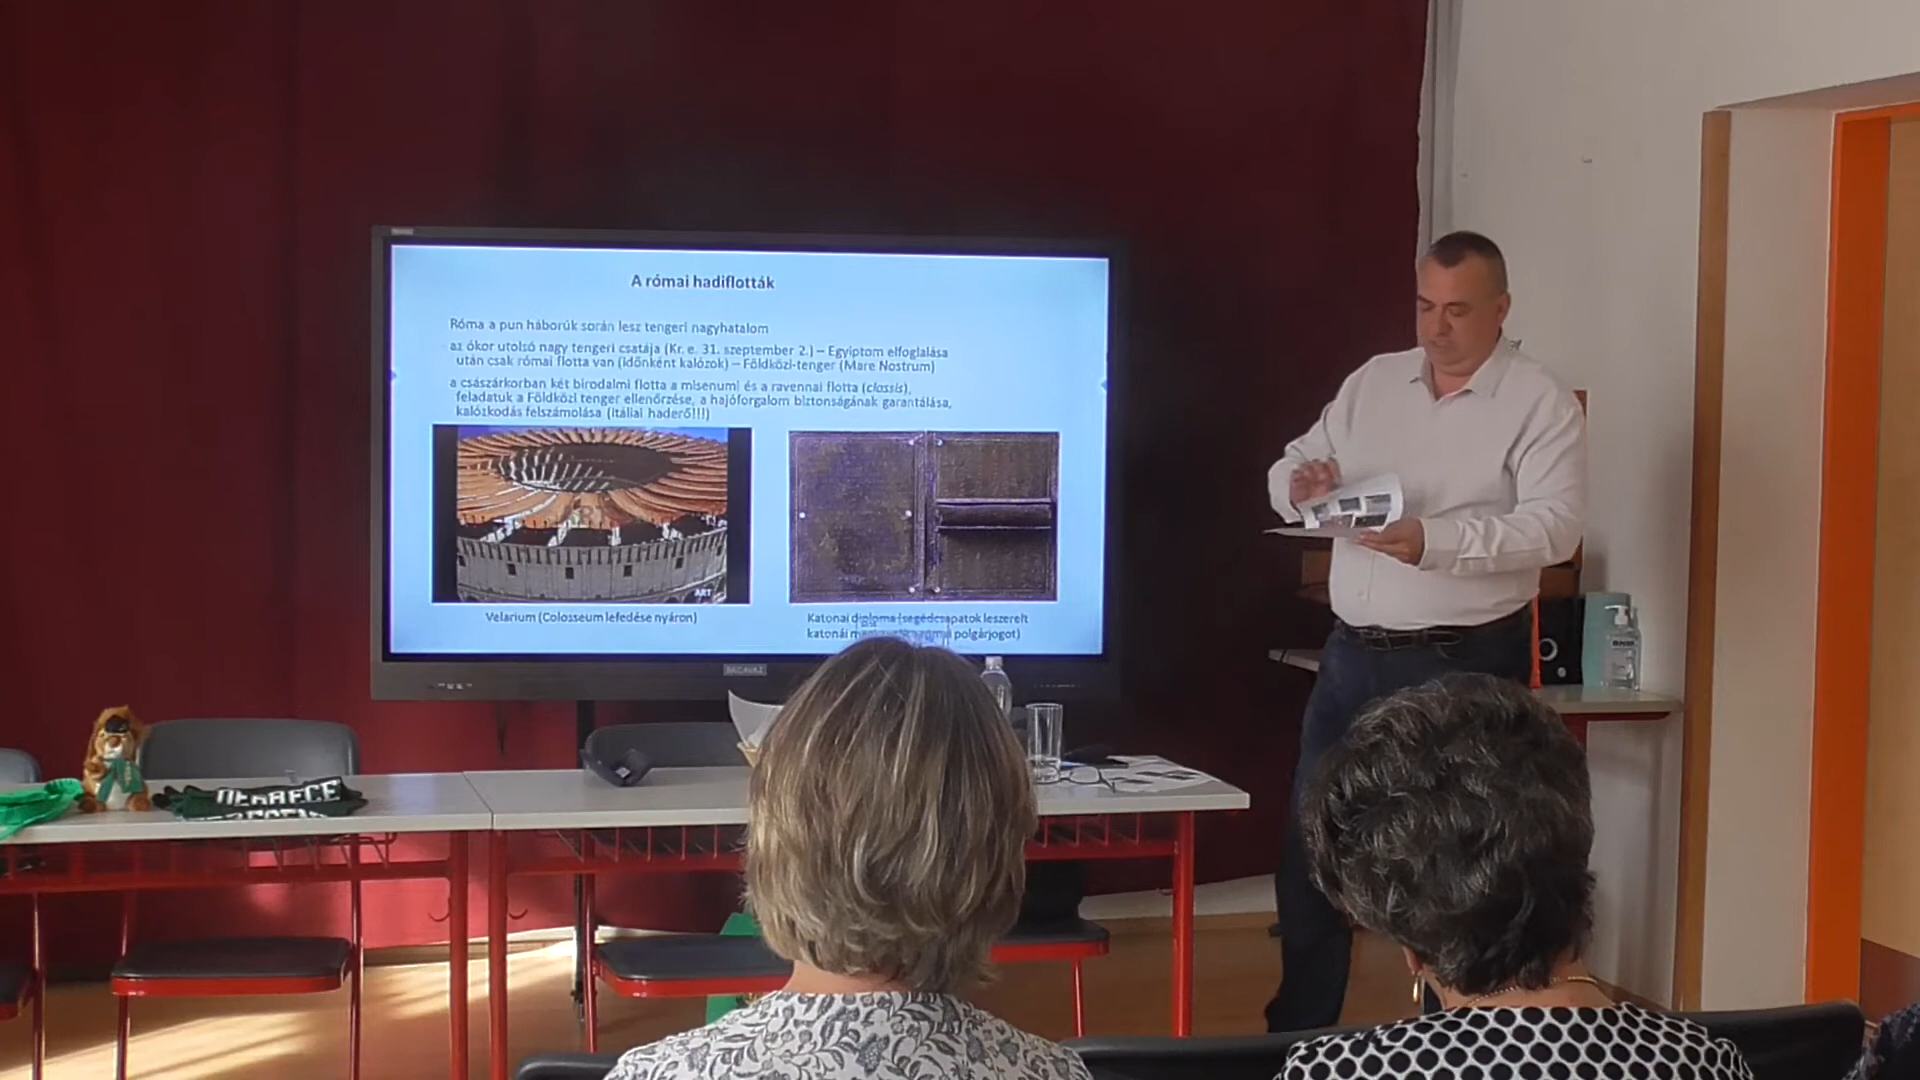 A római hadiflották
Róma a pun háborúk során lesz tengeri nagyhatalom
az ókor utolsó nagy tengeri csatája (Kr. e. 31. szeptember 2.) – Egyiptom elfoglalása
után csak római flotta van (időnként kalózok) – Földközi-tenger (Mare Nostrum)
a császárkorban két birodalmi flotta a misenumi és a ravennai flotta (classis),
feladatuk a Földközi tenger ellenőrzése, a hajóforgalom biztonságának garantálása,
kalózkodás felszámolása (itáliai haderő!!!)
ART
Velarium (Colosseum lefedése nyáron)
Katonai diploma (segédcsapatok leszerelt
katonái polgárjogot)